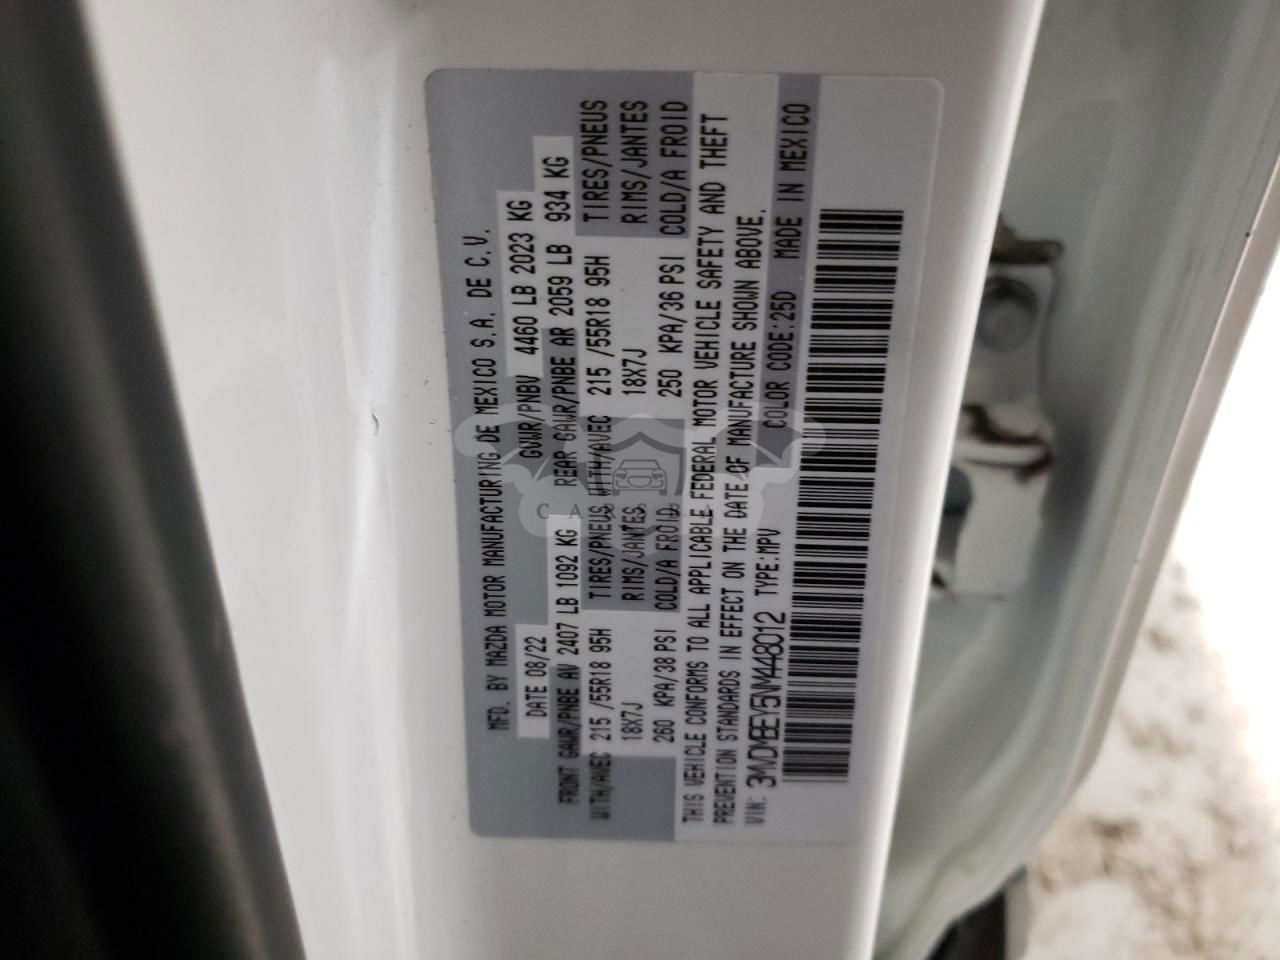 MFD. BY MAZDA MOTOR MANUFACTURING DE MEXICO S.A. DE C.V.
DATE 08/22 GVWR/PNBV 4460 LB 2023 KG
FRONT GAWR/PNBE AV 2407 LB 1092 KG REAR GAWR/PNBE AR 2059 LB 934 KG
WITH/AVEC 215 /55R18 95H TIRES/PNEUS WITH/AVEC 215 /55R18 95H TIRES/PNEUS
18X7J RIMS/JANTES 18X7J RIMS/JANTES
260 KPA/38 PSI COLD/A FROID 250 KPA/36 PSI COLD/A FROID
THIS VEHICLE CONFORMS TO ALL APPLICABLE FEDERAL MOTOR VEHICLE SAFETY AND THEFT
PREVENTION STANDARDS IN EFFECT ON THE DATE OF MANUFACTURE SHOWN ABOVE.
VIN: 3MVDMBEY5NM448012 TYPE:MPV COLOR CODE:25D MADE IN MEXICO